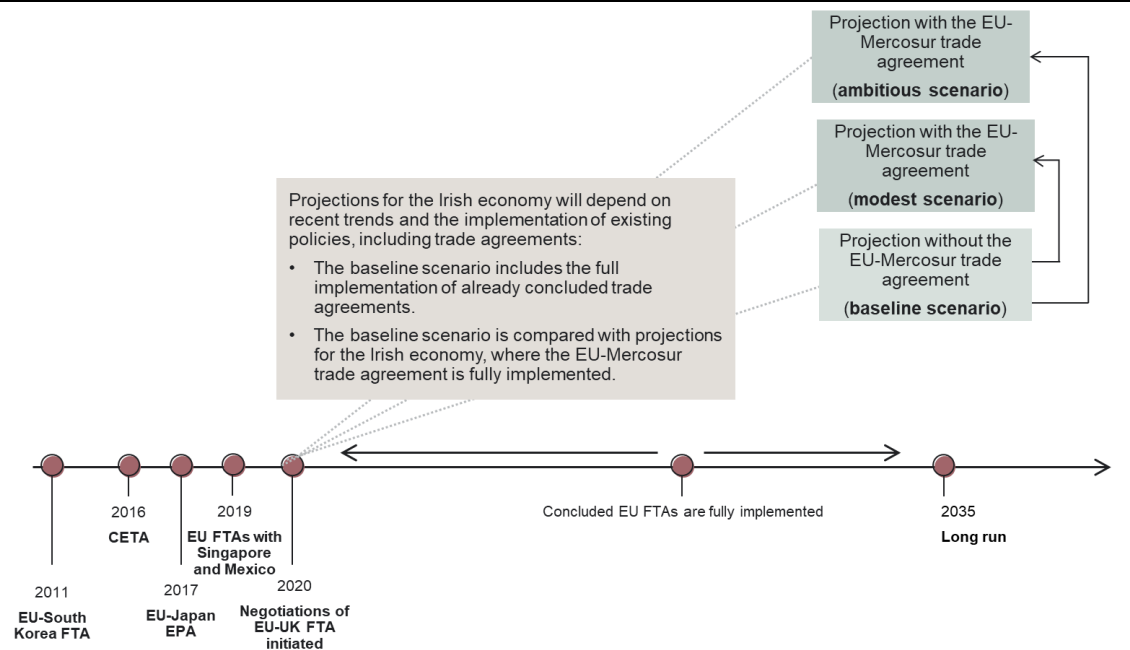 Projection with the EU-
Mercosur trade
agreement
(ambitious scenario)
Projection with the EU-
Mercosur trade
agreement
(modest scenario)
Projection without the
EU-Mercosur trade
agreement
(baseline scenario)
Projections for the Irish economy will depend on
recent trends and the implementation of existing
policies, including trade agreements:
• The baseline scenario includes the full
implementation of already concluded trade
agreements.
• The baseline scenario is compared with projections
for the Irish economy, where the EU-Mercosur
trade agreement is fully implemented.
2011
EU-South
Korea FTA
2016
CETA
2017
EU-Japan
EPA
2019
EU FTAs with
Singapore
and Mexico
2020
Negotiations of
EU-UK FTA
initiated
Concluded EU FTAs are fully implemented
2035
Long run